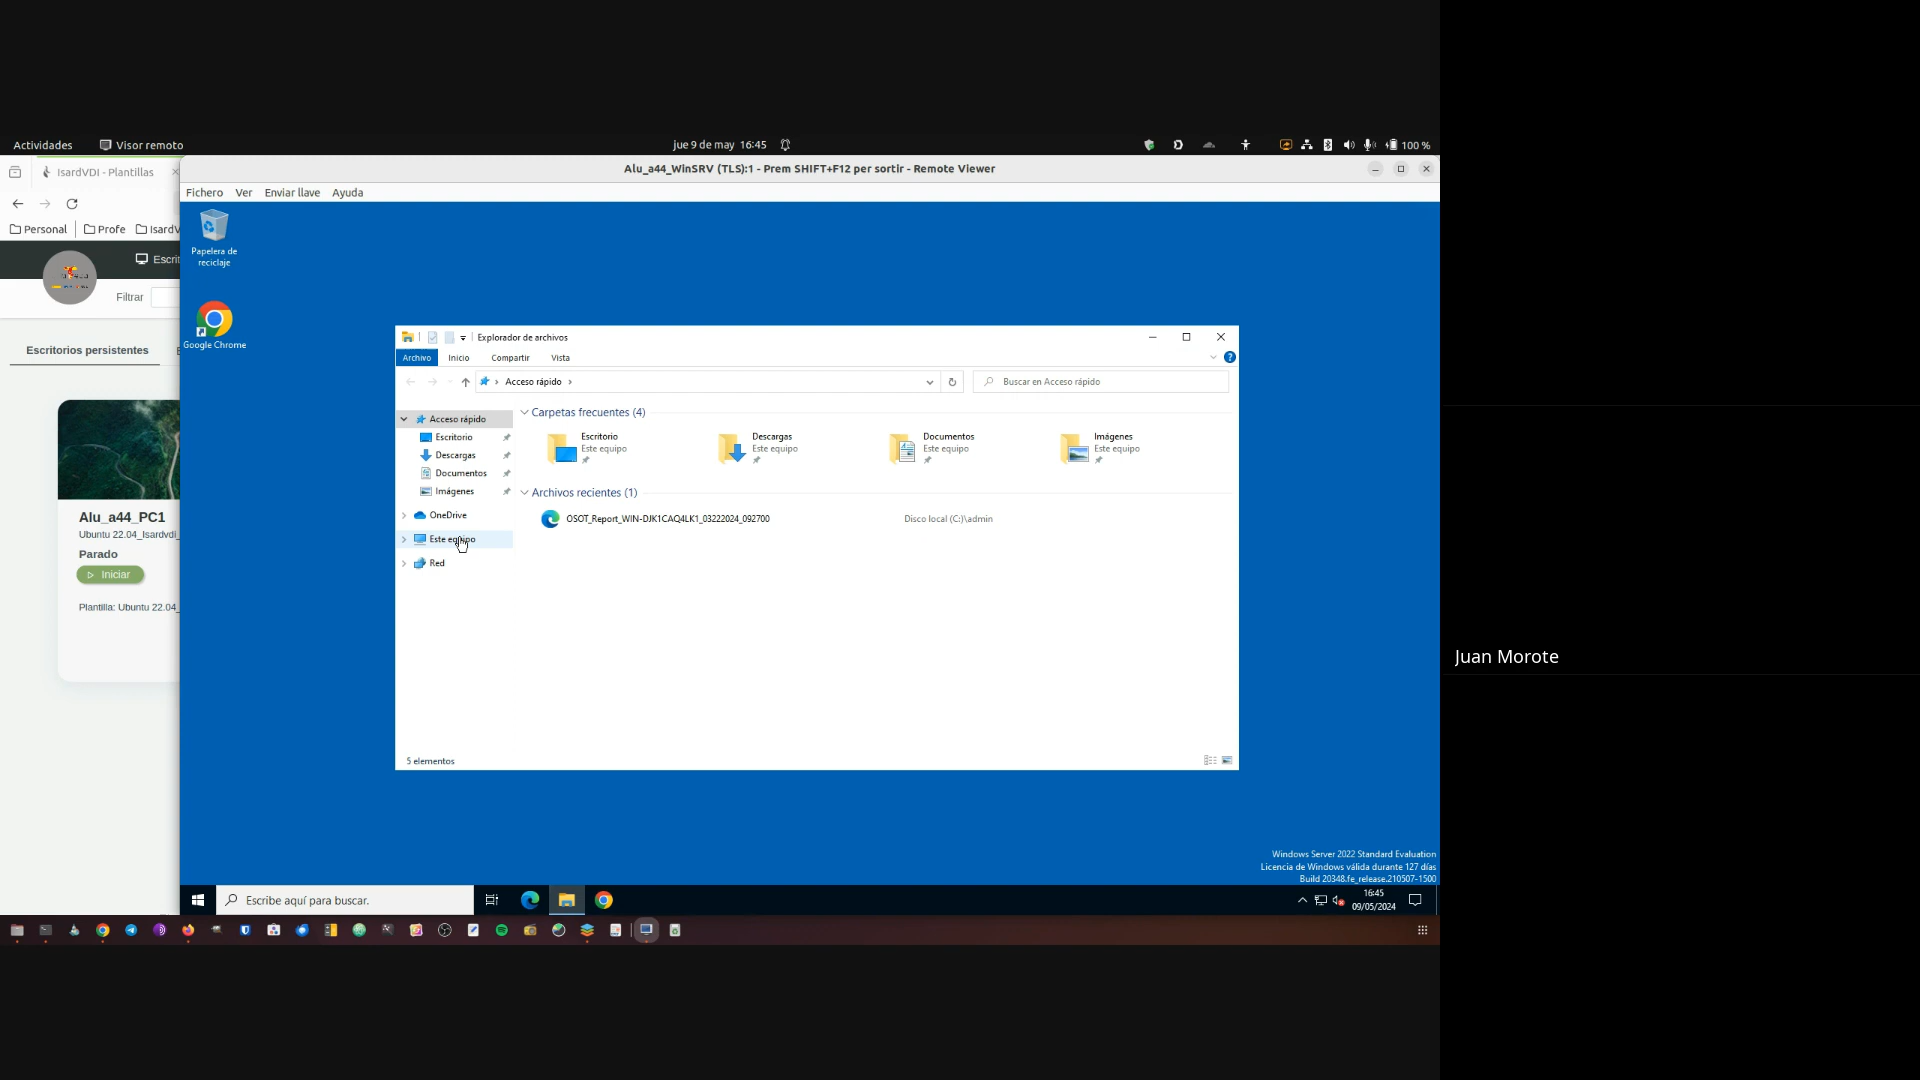 Actividades
Visor remoto
jue 9 de may 16:45
100 %
IsardVDI - Plantillas
Alu_a44_WinSRV (TLS):1 - Prem SHIFT+F12 per sortir - Remote Viewer
Fichero Ver Enviar llave Ayuda
Personal
Profe
Filtrar
Escritorios persistentes
Alu_a44_PC1
Ubuntu 22.04_Isardvdi_
Parado
Iniciar
Plantilla: Ubuntu 22.04_
Papelera de
reciclaje
Google Chrome
Explorador de archivos
Archivo Inicio Compartir Vista
Acceso rápido
Buscar en Acceso rápido
Acceso rápido
Escritorio
Descargas
Documentos
Imágenes
OneDrive
Este equipo
Red
Carpetas frecuentes (4)
Escritorio
Este equipo
Descargas
Este equipo
Documentos
Este equipo
Imágenes
Este equipo
Archivos recientes (1)
OSOT_Report_WIN-DJK1CAQ4LK1_03222024_092700
Disco local (C:)\admin
5 elementos
Windows Server 2022 Standard Evaluation
Licencia de Windows válida durante 127 días
Build 20348.fe_release.210507-1500
Escribe aquí para buscar.
16:45
09/05/2024
Juan Morote